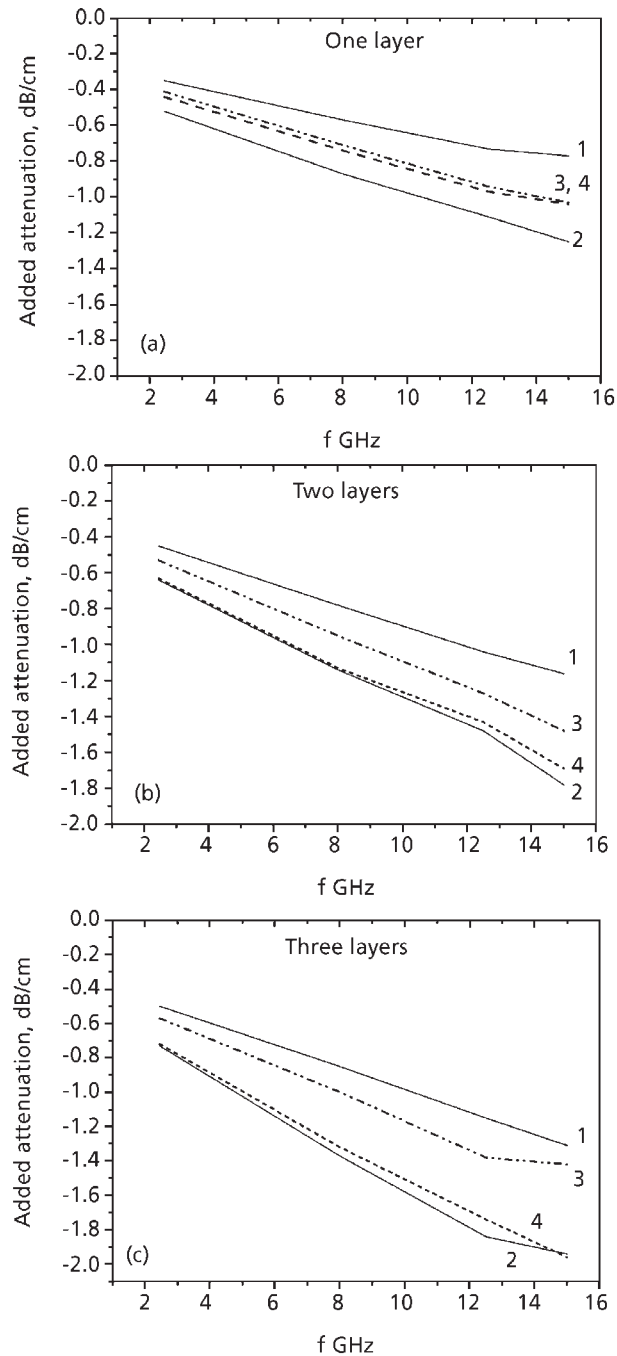 One layer
Added attenuation, dB/cm
0.0
-0.2
-0.4
-0.6
-0.8
-1.0
-1.2
-1.4
-1.6
-1.8
-2.0
1
3, 4
2
(a)
2 4 6 8 10 12 14 16
f GHz
Two layers
Added attenuation, dB/cm
0.0
-0.2
-0.4
-0.6
-0.8
-1.0
-1.2
-1.4
-1.6
-1.8
-2.0
1
3
4
2
(b)
2 4 6 8 10 12 14 16
f GHz
Three layers
Added attenuation, dB/cm
0.0
-0.2
-0.4
-0.6
-0.8
-1.0
-1.2
-1.4
-1.6
-1.8
-2.0
1
3
4
2
(c)
2 4 6 8 10 12 14 16
f GHz